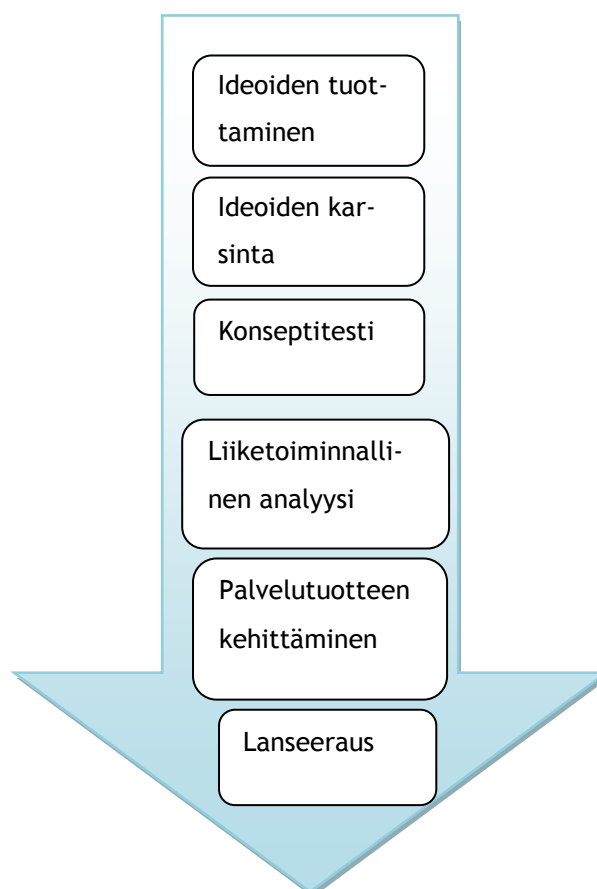 Ideoiden tuot-
taminen
Ideoiden kar-
sinta
Konseptitesti
Liiketoiminnalli-
nen analyysi
Palvelutuotteen
kehittäminen
Lanseeraus